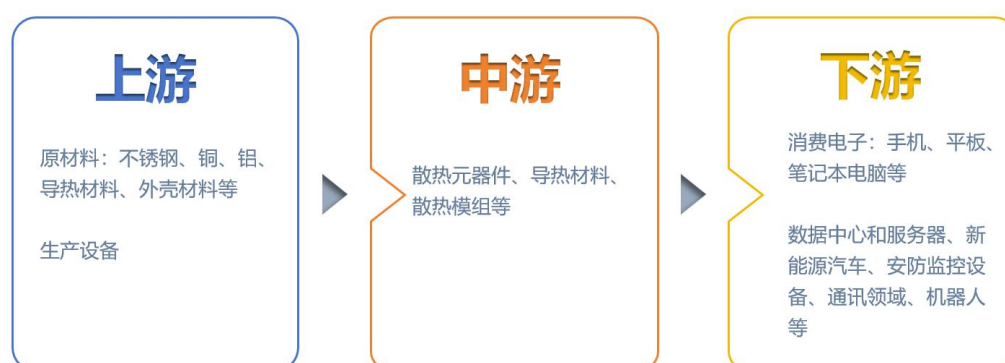 上游
原材料：不锈钢、铜、铝、
导热材料、外壳材料等
生产设备
中游
散热元器件、导热材料、
散热模组等
下游
消费电子：手机、平板、
笔记本电脑等
数据中心和服务器、新
能源汽车、安防监控设
备、通讯领域、机器人
等